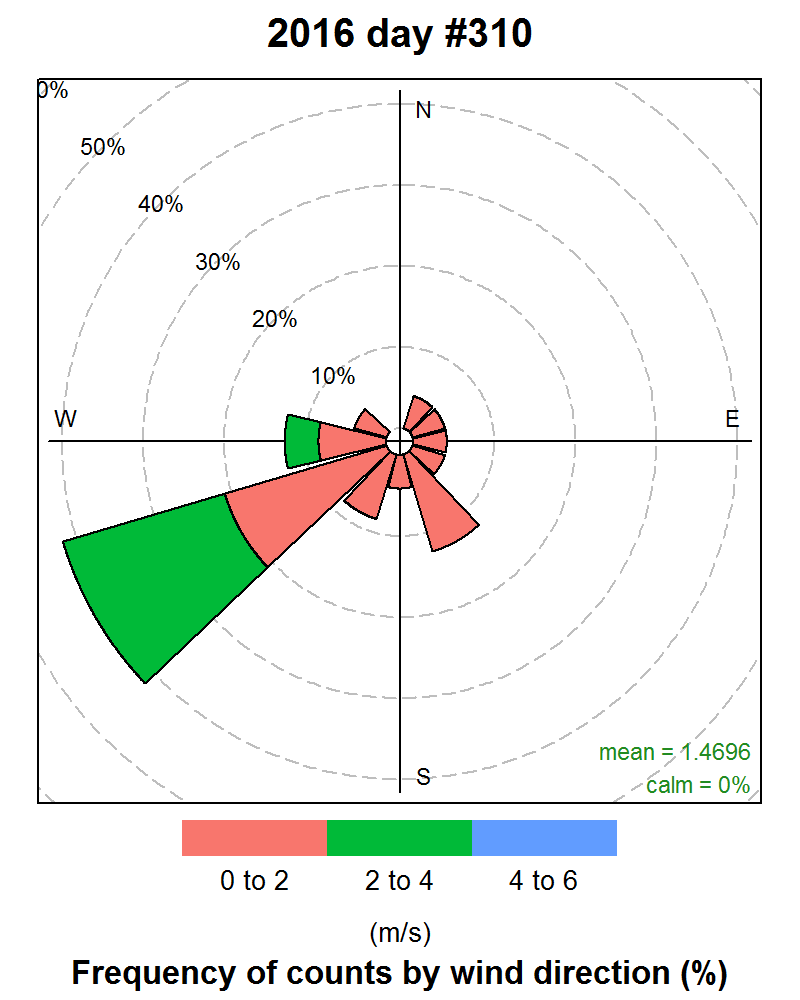 2016 day #310
0%
N
50%
40%
30%
20%
10%
W
E
mean = 1.4696
S
calm = 0%
0 to 2
2 to 4
4 to 6
(m/s)
Frequency of counts by wind direction (%)